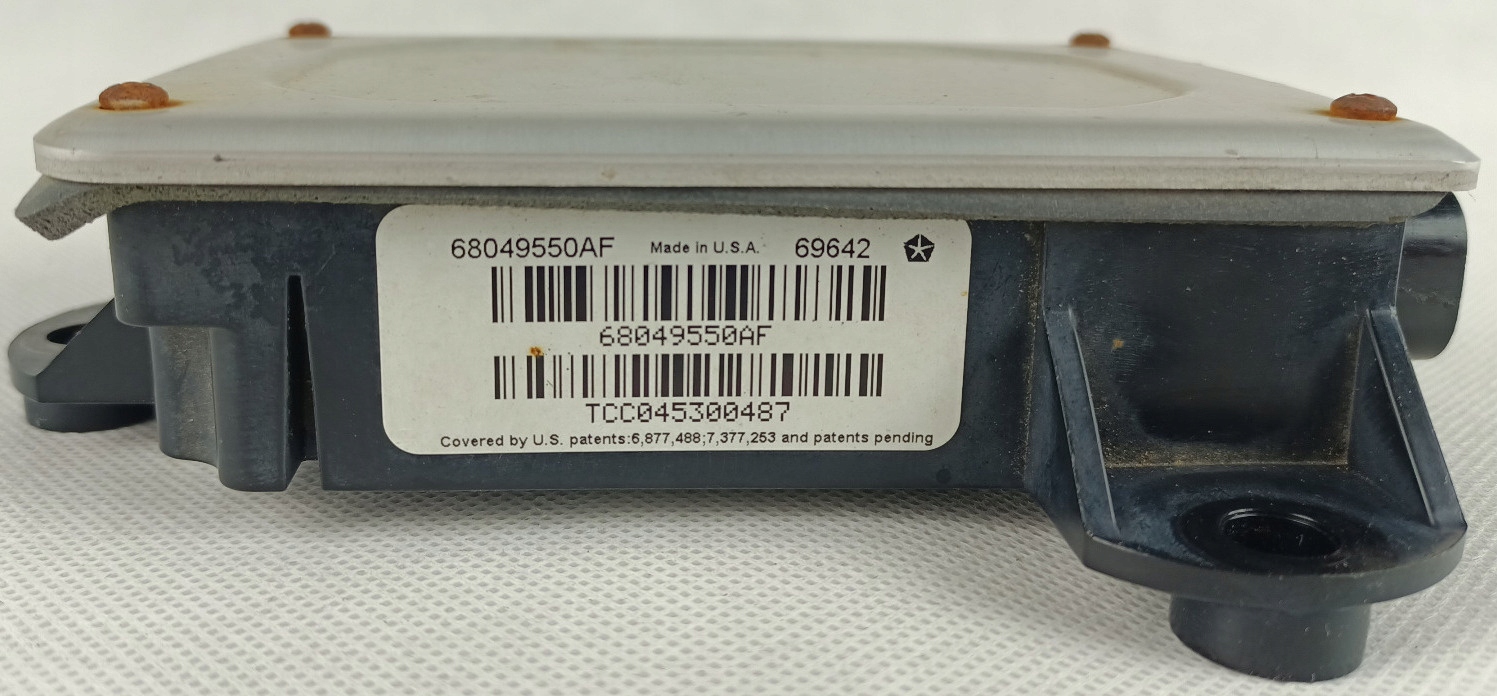 68049550AF Made in U.S.A. 69642
68049550AF
TCC045300487
Covered by U.S. patents:6,877,488;7,377,253 and patents pending